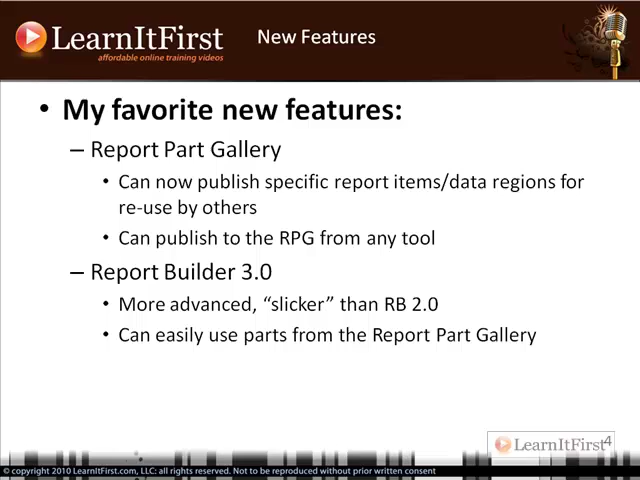 LearnItFirst
affordable online training videos
New Features
• My favorite new features:
– Report Part Gallery
• Can now publish specific report items/data regions for
re-use by others
• Can publish to the RPG from any tool
– Report Builder 3.0
• More advanced, “slicker” than RB 2.0
• Can easily use parts from the Report Part Gallery
LearnItFirst
4
© copyright 2010 LearnItFirst.com, LLC: all rights reserved. Not to be reproduced without prior written consent